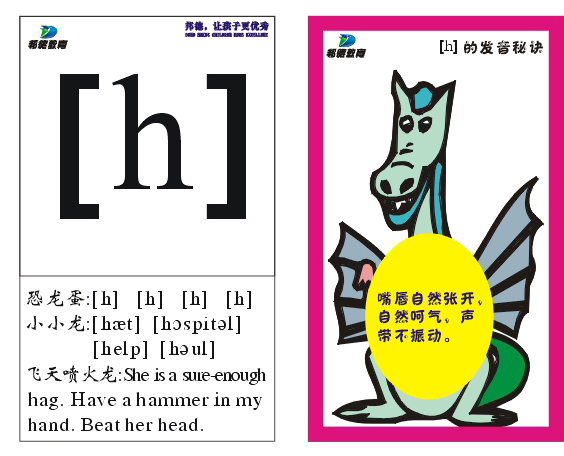 邦德教育
邦德,让孩子更优秀
[h]
恐龙蛋:[h] [h] [h] [h]
小小龙:[hæt] [hɔspitəl]
[help] [həul]
飞天喷火龙:She is a sure-enough
hag. Have a hammer in my
hand. Beat her head.
邦德教育
[h]的发音秘诀
嘴唇自然张开,
自然呵气,声
带不振动。